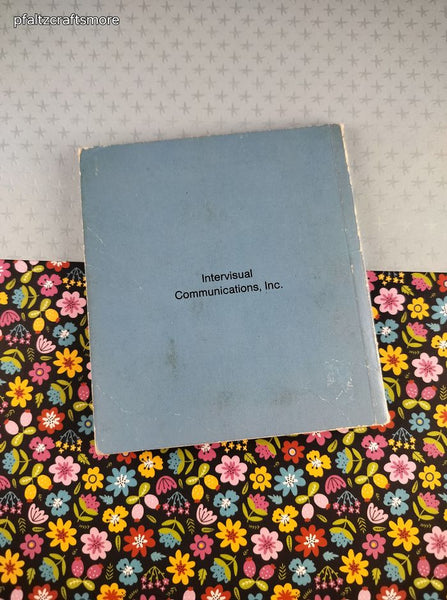 pfaltzcraftsmore
Intervisual
Communications, Inc.